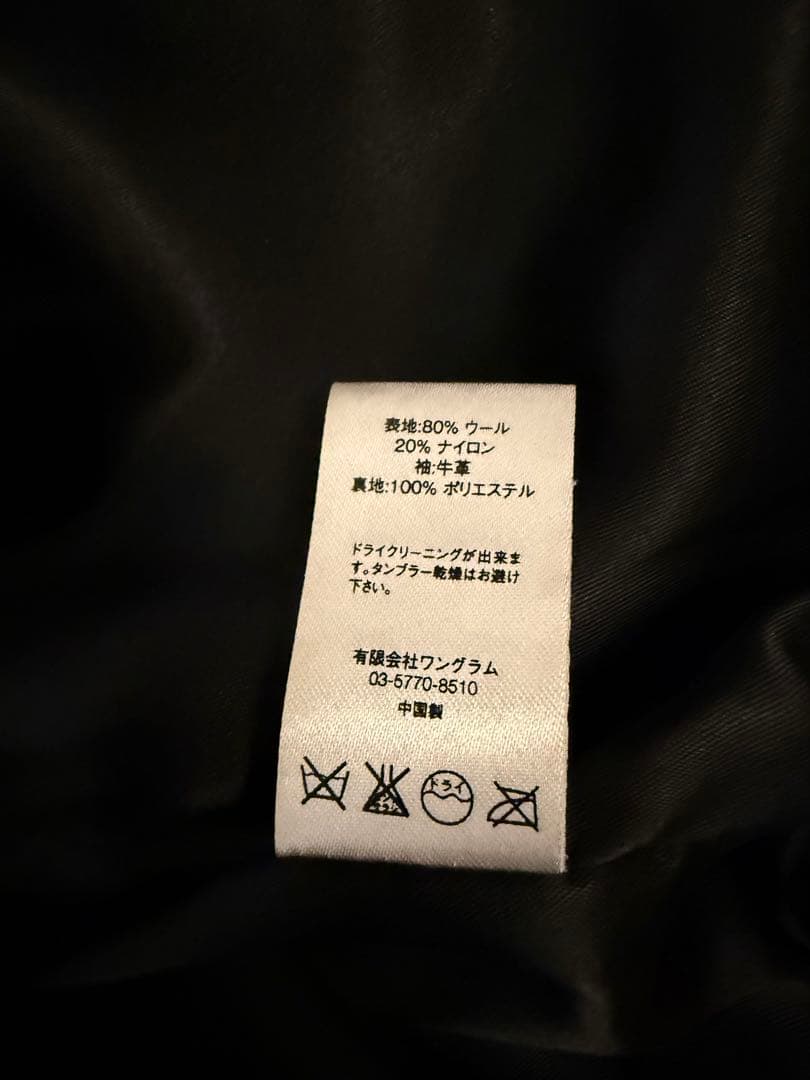 表地:80% ウール
20% ナイロン
袖:牛革
裏地:100% ポリエステル
ドライクリーニングが出来ま
す。タンブラー乾燥はお避け
下さい。
有限会社ワングラム
03-5770-8510
中国製
ドライ